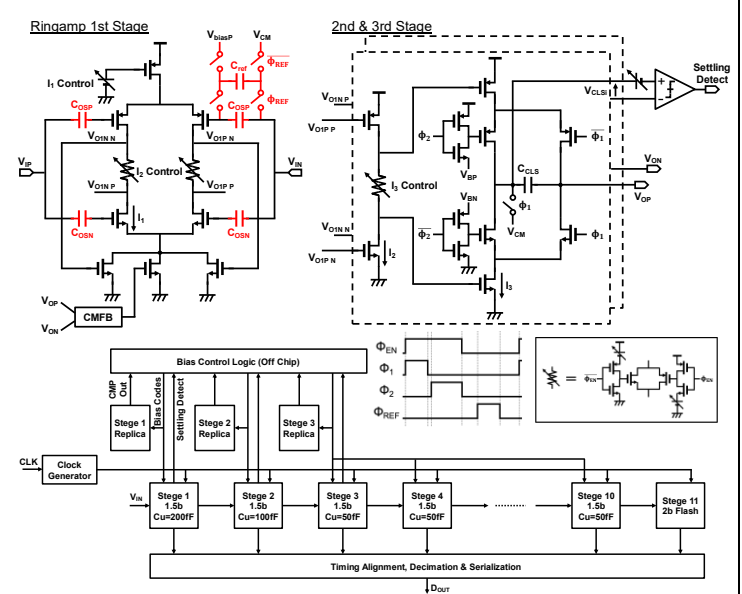 Ringamp 1st Stage
2nd & 3rd Stage
VbiasP
VCM
Cref
ΦREF
ΦREF
I1 Control
COSP
COSP
VO1N N
VO1P N
VIP
VIN
I2 Control
VO1N P
VO1P P
COSN
I1
COSN
VOP
VON
CMFB
VO1N P
VO1P P
I3 Control
VO1N N
VO1P N
I2
ϕ2
VBP
VBN
ϕ2
CCLS
ϕ1
VCM
I3
ϕ1
ϕ1
VCLSI
Settling
Detect
VON
VOP
ΦEN
Φ1
Φ2
ΦREF
=
ϕEN
ϕEN
Bias Control Logic (Off Chip)
CMP
Out
Bias Codes
Settling Detect
Stege 1
Replica
Stege 2
Replica
Stege 3
Replica
CLK
Clock
Generator
VIN
Stege 1
1.5b
Cu=200fF
Stege 2
1.5b
Cu=100fF
Stege 3
1.5b
Cu=50fF
Stege 4
1.5b
Cu=50fF
Stege 10
1.5b
Cu=50fF
Stege 11
2b Flash
Timing Alignment, Decimation & Serialization
DOUT